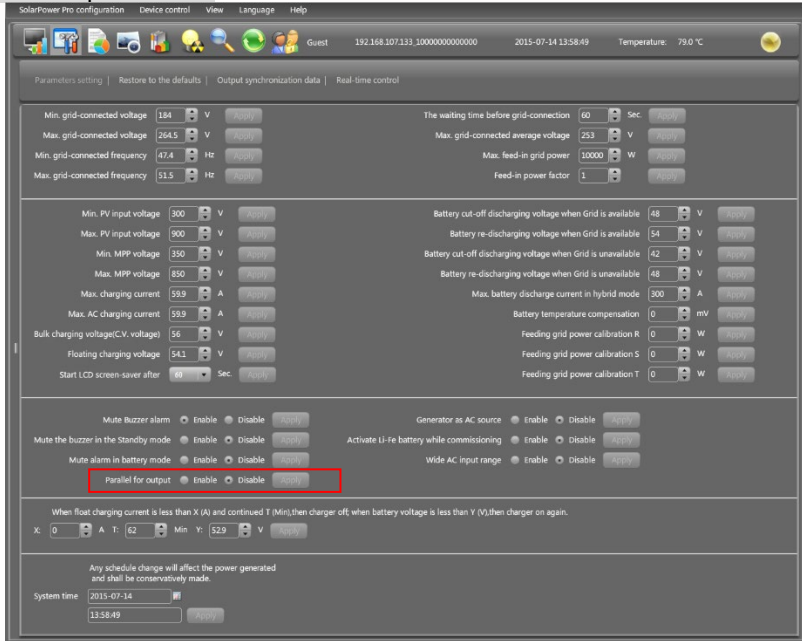 SolarPower Pro configuration Device control View Language Help
Guest 192.168.107.133_10000000000000 2015-07-14 13:58:49 Temperature: 79.0 ℃
Parameters setting | Restore to the defaults | Output synchronization data | Real-time control
Min. grid-connected voltage 184 V Apply The waiting time before grid-connection 60 Sec. Apply
Max. grid-connected voltage 264.5 V Apply Max. grid-connected average voltage 253 V Apply
Min. grid-connected frequency 47.4 Hz Apply Max. feed-in grid power 10000 W Apply
Max. grid-connected frequency 51.5 Hz Apply Feed-in power factor 1 Apply
Min. PV input voltage 300 V Apply Battery cut-off discharging voltage when Grid is available 48 V Apply
Max. PV input voltage 900 V Apply Battery re-discharging voltage when Grid is available 54 V Apply
Min. MPP voltage 350 V Apply Battery cut-off discharging voltage when Grid is unavailable 42 V Apply
Max. MPP voltage 850 V Apply Battery re-discharging voltage when Grid is unavailable 48 V Apply
Max. charging current 59.9 A Apply Max. battery discharge current in hybrid mode 300 A Apply
Max. AC charging current 59.9 A Apply Battery temperature compensation 0 mV Apply
Bulk charging voltage(C.V. voltage) 56 V Apply Feeding grid power calibration R 0 W Apply
Floating charging voltage 54.1 V Apply Feeding grid power calibration S 0 W Apply
Start LCD screen-saver after 60 Sec. Apply Feeding grid power calibration T 0 W Apply
Mute Buzzer alarm Enable Disable Apply Generator as AC source Enable Disable Apply
Mute the buzzer in the Standby mode Enable Disable Apply Activate Li-Fe battery while commissioning Enable Disable Apply
Mute alarm in battery mode Enable Disable Apply Wide AC input range Enable Disable Apply
Parallel for output Enable Disable Apply
When float charging current is less than X (A) and continued T (Min),then charger off, when battery voltage is less than Y (V),then charger on again.
X: 0 A T: 62 Min Y: 52.9 V Apply
Any schedule change will affect the power generated
and shall be conservatively made.
System time 2015-07-14
13:58:49 Apply